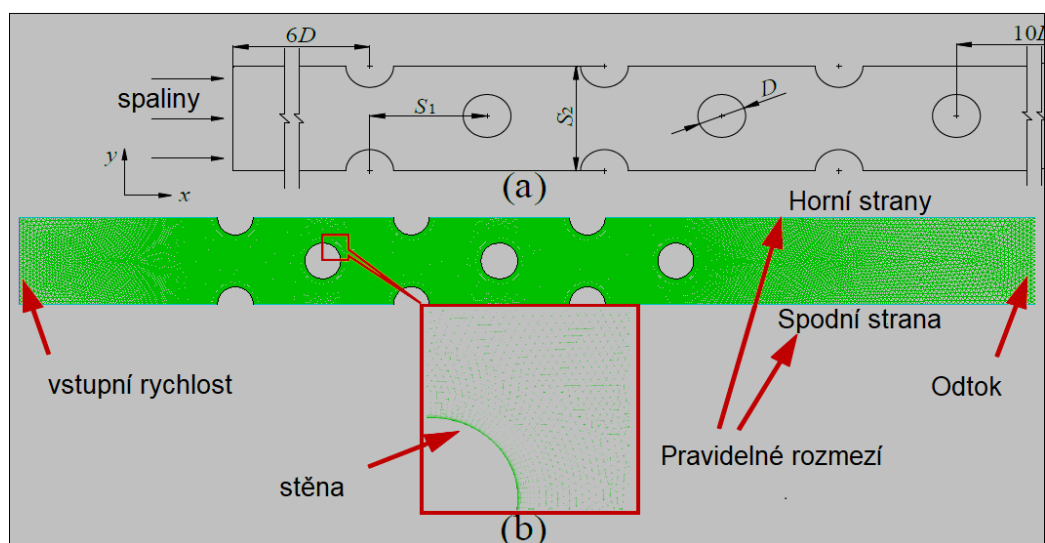 6D
10D
spaliny
S1
S2
D
y
x
(a)
Horní strany
Spodní strana
vstupní rychlost
Odtok
Pravidelné rozmezí
stěna
(b)